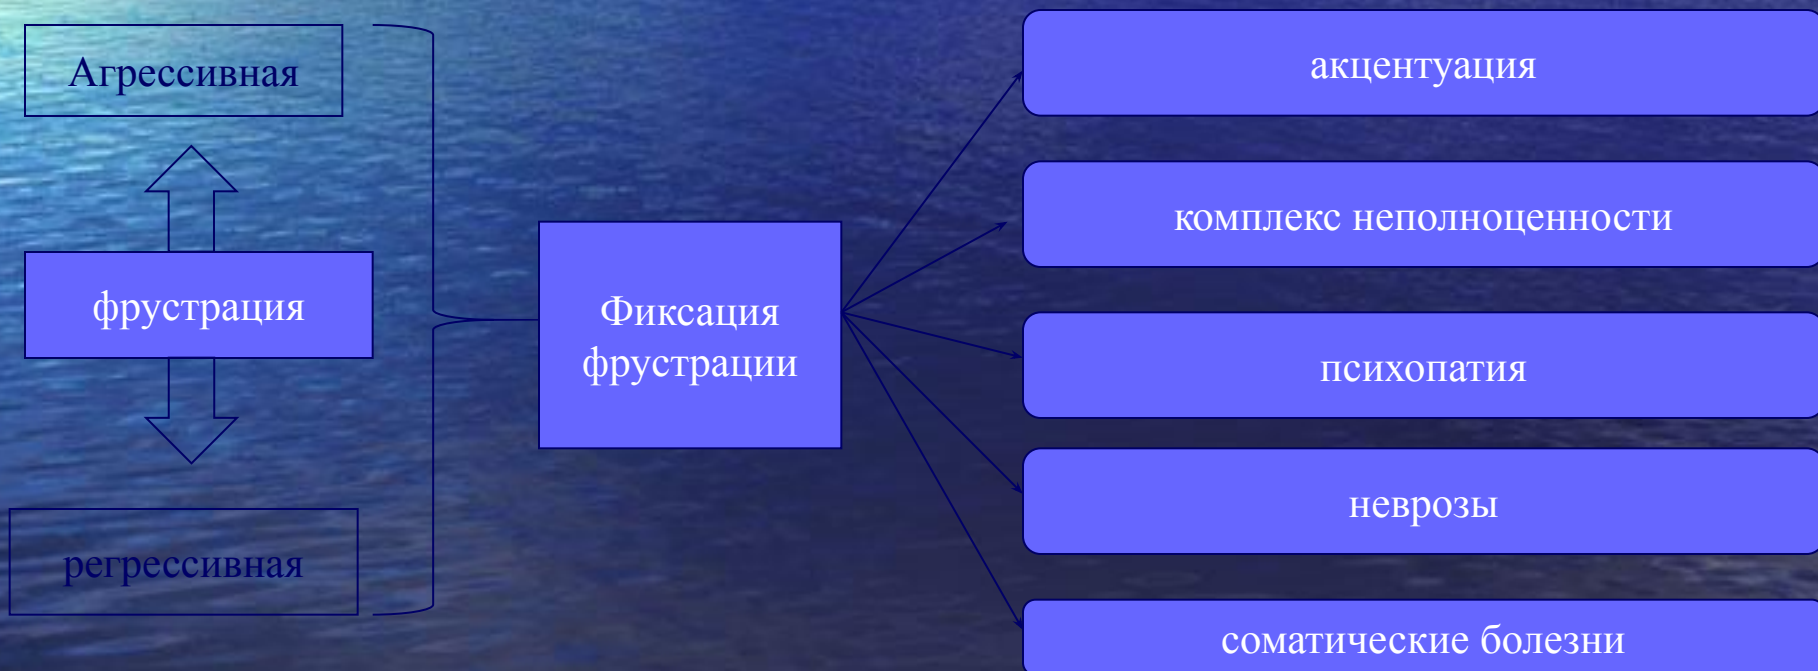 Агрессивная
фрустрация
регрессивная
Фиксация
фрустрации
акцентуация
комплекс неполноценности
психопатия
неврозы
соматические болезни